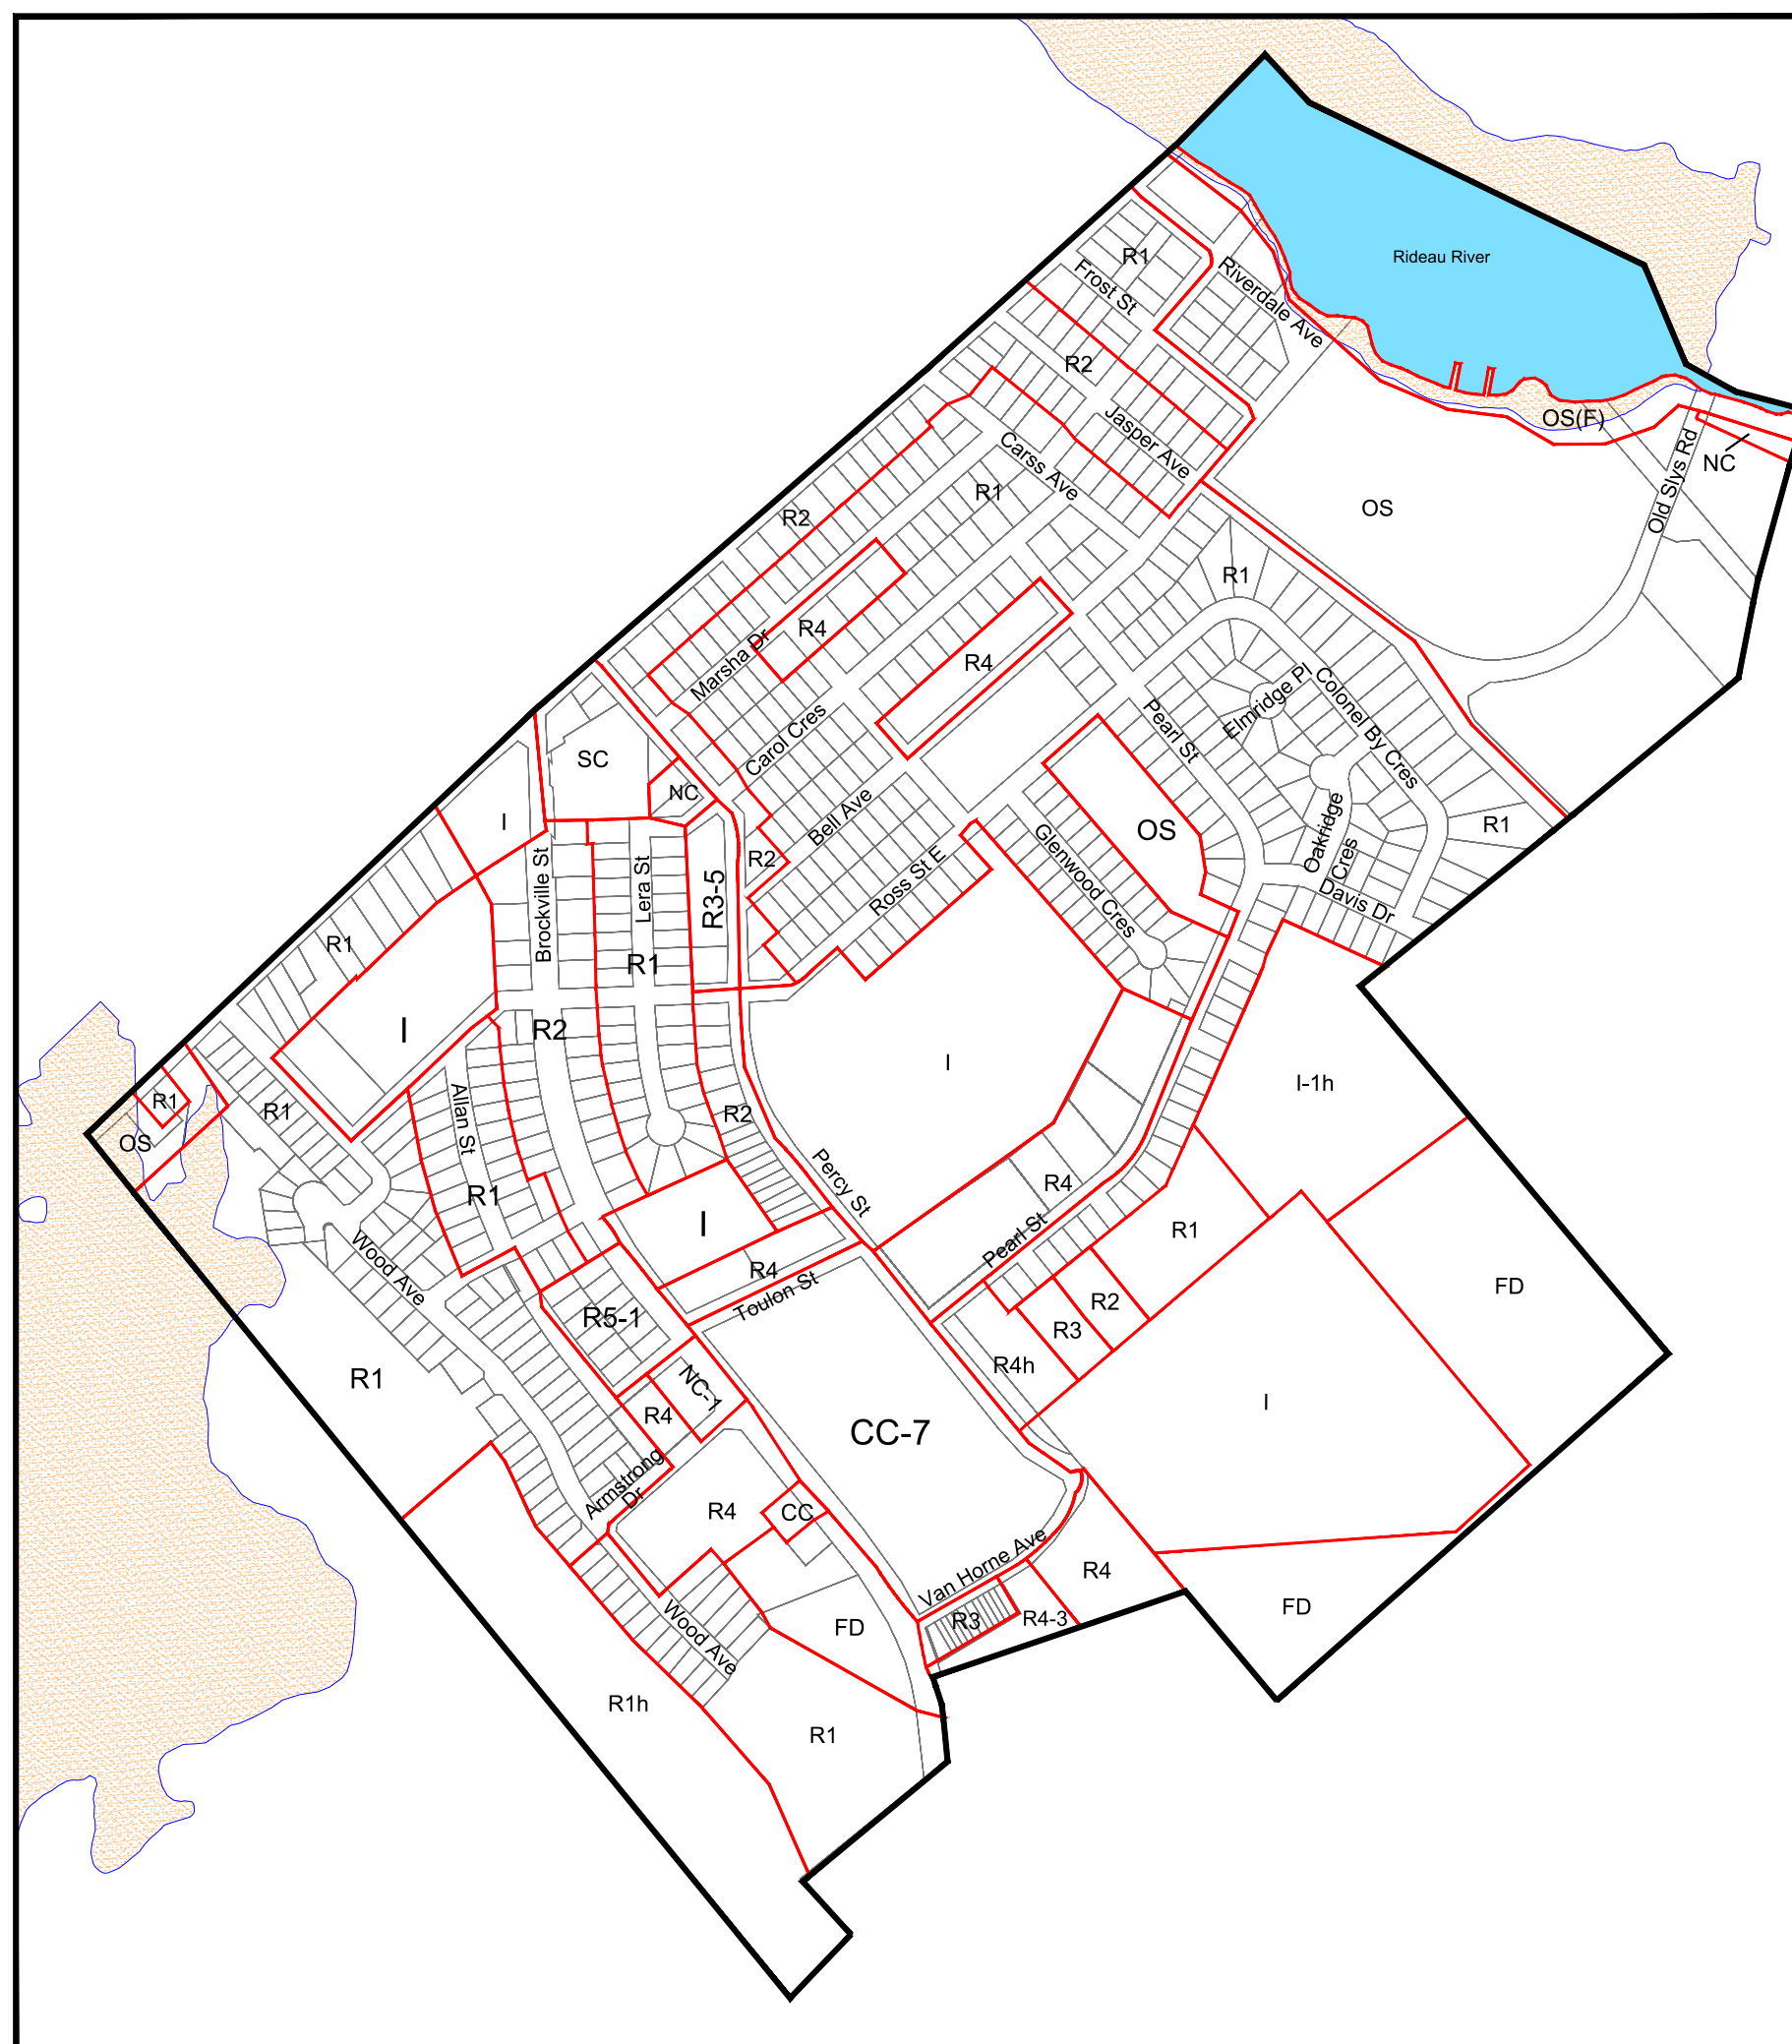 Rideau River
R1
Frost St
Riverdale Ave
R2
Jasper Ave
OS(F)
NC
Old Slys Rd
Carss Ave
R1
OS
R2
R1
R4
Marsha Dr
R4
Elmridge Pl
Colonel By Cres
Pearl St
Carol Cres
SC
NC
I
Bell Ave
OS
R1
R2
Glenwood Cres
Oakridge
Cres
Davis Dr
Ross St E
Lera St
Brockville St
R3-5
R1
R1
I
R2
I
I-1h
R1
R1
OS
Allan St
R2
R4
Percy St
R1
I
Pearl St
R1
Wood Ave
R4
Toulon St
R2
FD
R5-1
R3
R4h
R1
NC-1
R4
CC-7
I
Armstrong
Dr
R4
CC
Van Horne Ave
R4
R3
R4-3
FD
FD
Wood Ave
R1h
R1